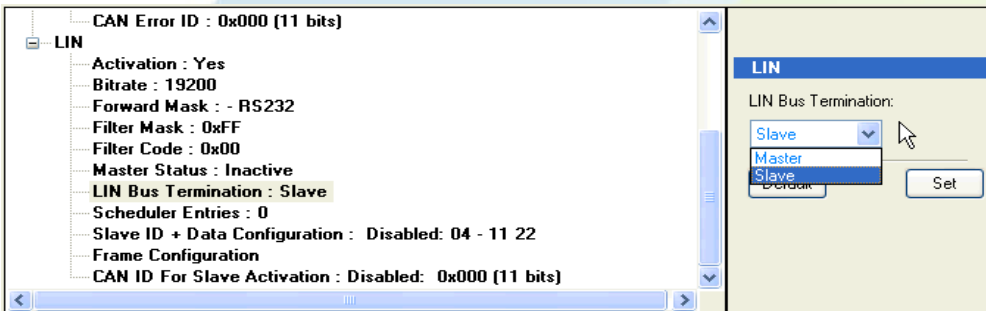 CAN Error ID : 0x000 (11 bits)
LIN
Activation : Yes
Bitrate : 19200
Forward Mask : - RS232
Filter Mask : 0xFF
Filter Code : 0x00
Master Status : Inactive
LIN Bus Termination : Slave
Scheduler Entries : 0
Slave ID + Data Configuration : Disabled: 04 - 11 22
Frame Configuration
CAN ID For Slave Activation : Disabled: 0x000 (11 bits)
LIN
LIN Bus Termination:
Slave
Master
Slave
Default
Set